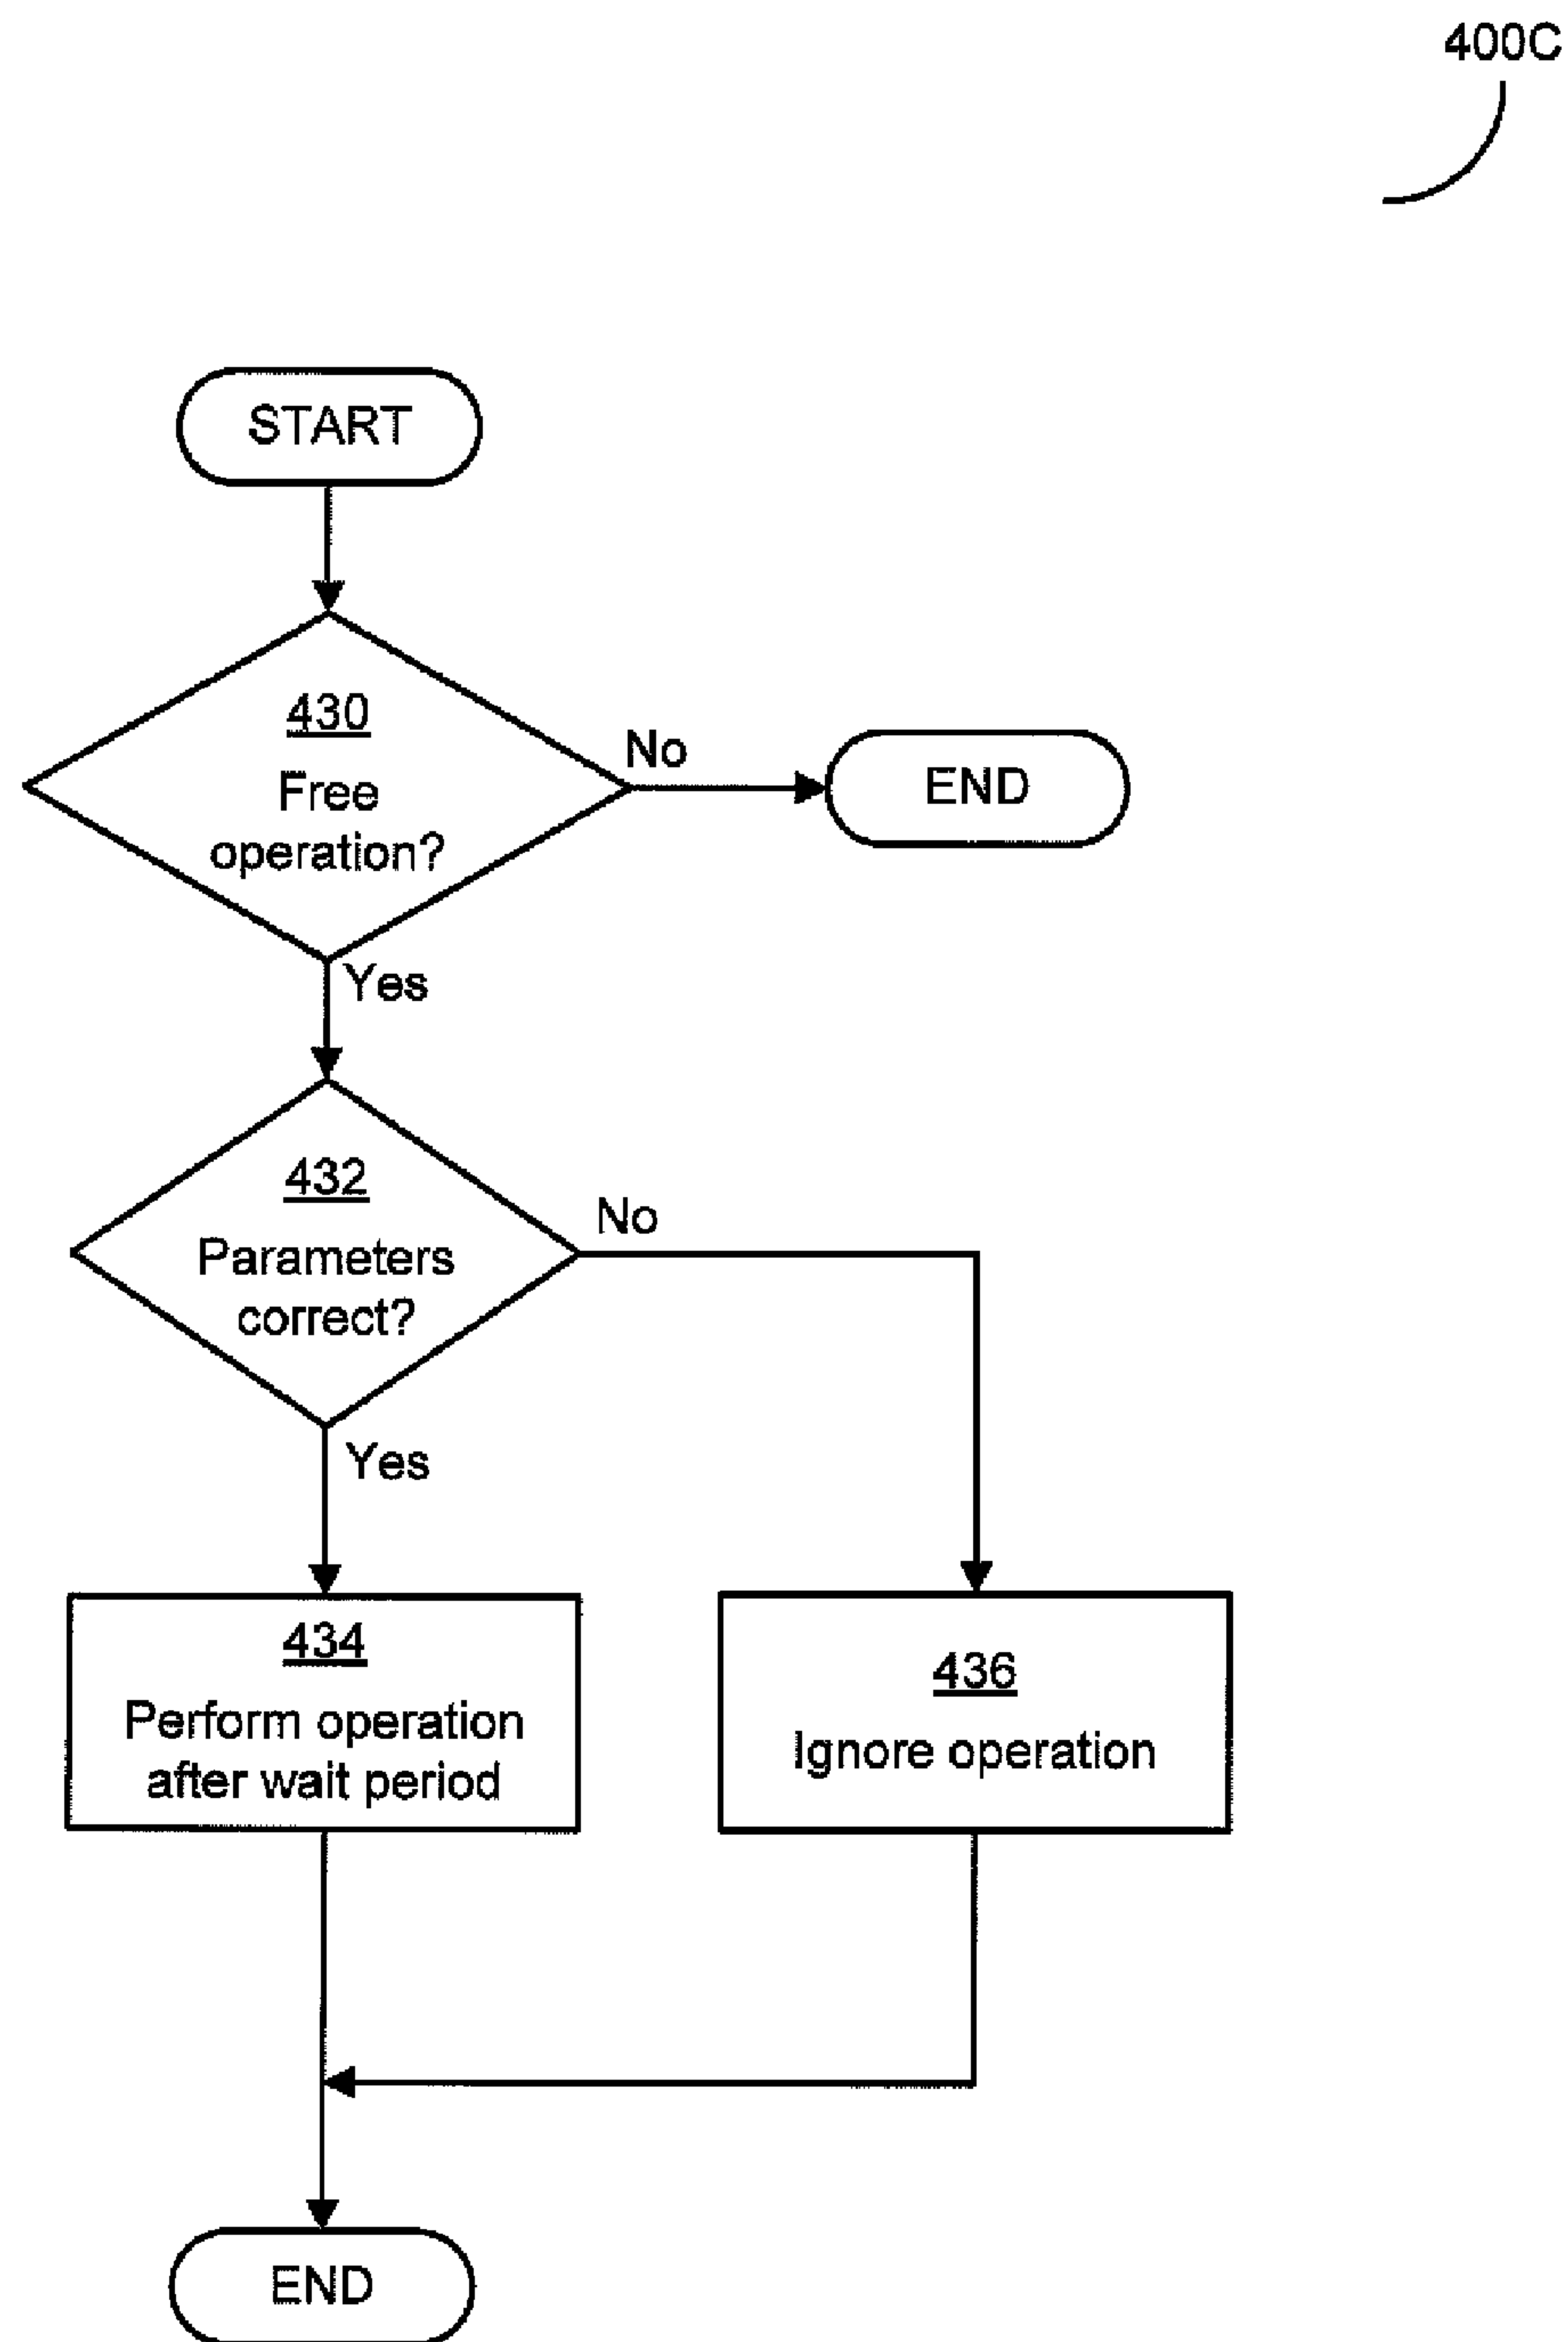 400C
START
430
Free
operation?
No
END
Yes
432
Parameters
correct?
No
Yes
434
Perform operation
after wait period
436
Ignore operation
END